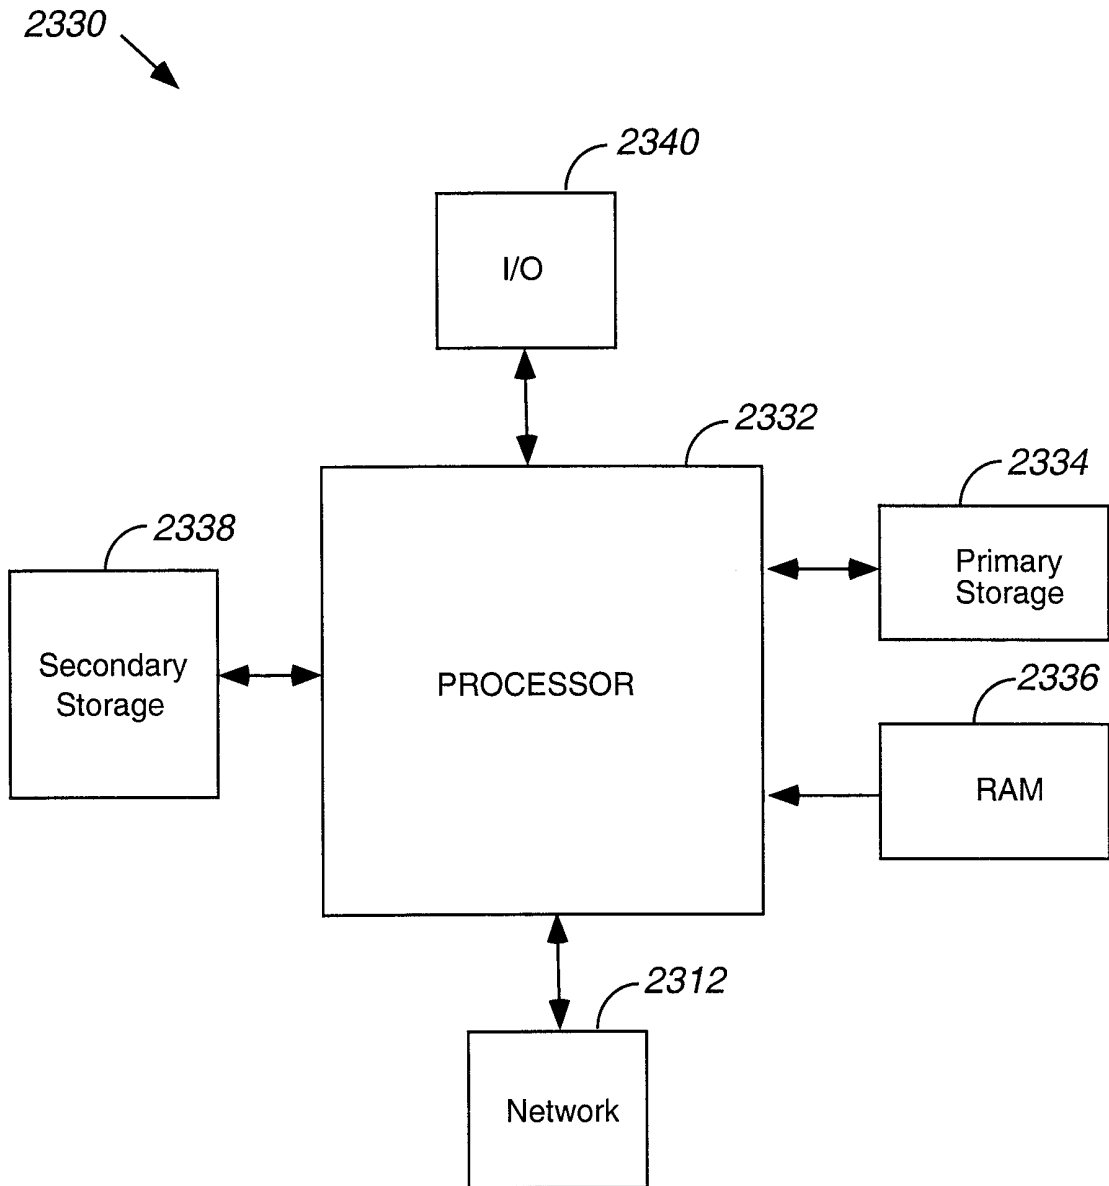 2330
2340
I/O
2332
2334
2338
Primary
Storage
Secondary
Storage
PROCESSOR
2336
RAM
2312
Network